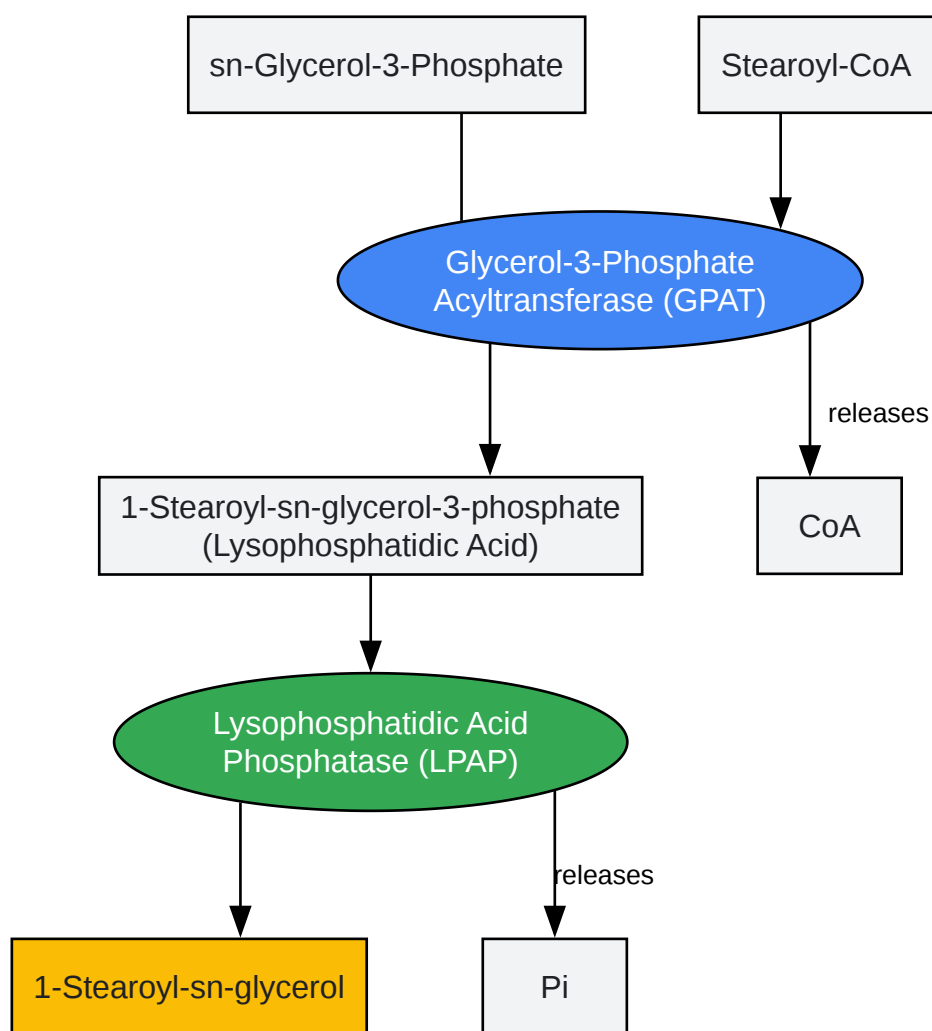 sn-Glycerol-3-Phosphate
Stearoyl-CoA
Glycerol-3-Phosphate
Acyltransferase (GPAT)
releases
1-Stearoyl-sn-glycerol-3-phosphate
(Lysophosphatidic Acid)
CoA
Lysophosphatidic Acid
Phosphatase (LPAP)
releases
1-Stearoyl-sn-glycerol
Pi